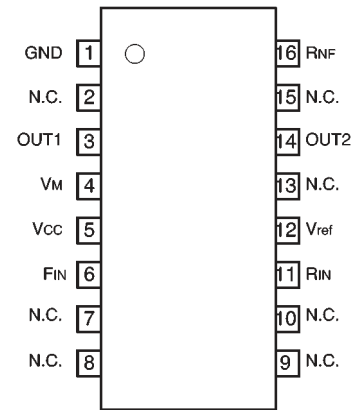 GND 1 16 RNF
N.C. 2 15 N.C.
OUT1 3 14 OUT2
VM 4 13 N.C.
VCC 5 12 Vref
FIN 6 11 RIN
N.C. 7 10 N.C.
N.C. 8 9 N.C.